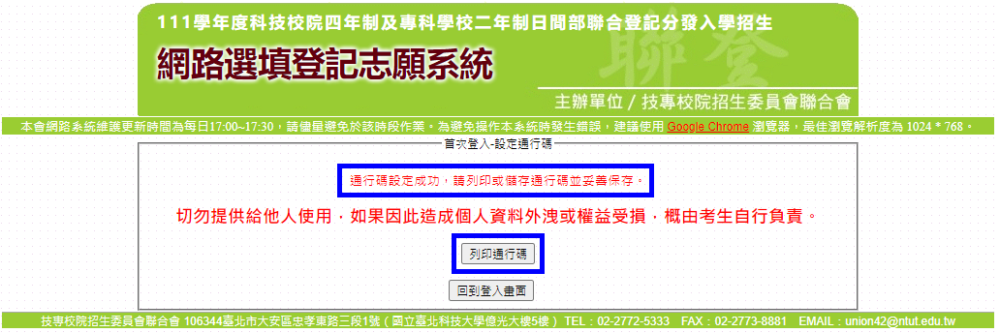 111學年度科技校院四年制及專科學校二年制日間部聯合登記分發入學招生
聯登
網路選填登記志願系統
主辦單位／技專校院招生委員會聯合會
本會網路系統維護更新時間為每日17:00~17:30，請儘量避免於該時段作業。為避免操作本系統時發生錯誤，建議使用 Google Chrome 瀏覽器，最佳瀏覽解析度為 1024 * 768。
首次登入-設定通行碼
通行碼設定成功，請列印或儲存通行碼並妥善保存。
切勿提供給他人使用，如果因此造成個人資料外洩或權益受損，概由考生自行負責。
列印通行碼
回到登入畫面
技專校院招生委員會聯合會 106344臺北市大安區忠孝東路三段1號（國立臺北科技大學億光大樓5樓） TEL：02-2772-5333 FAX：02-2773-8881 EMAIL：union42@ntut.edu.tw